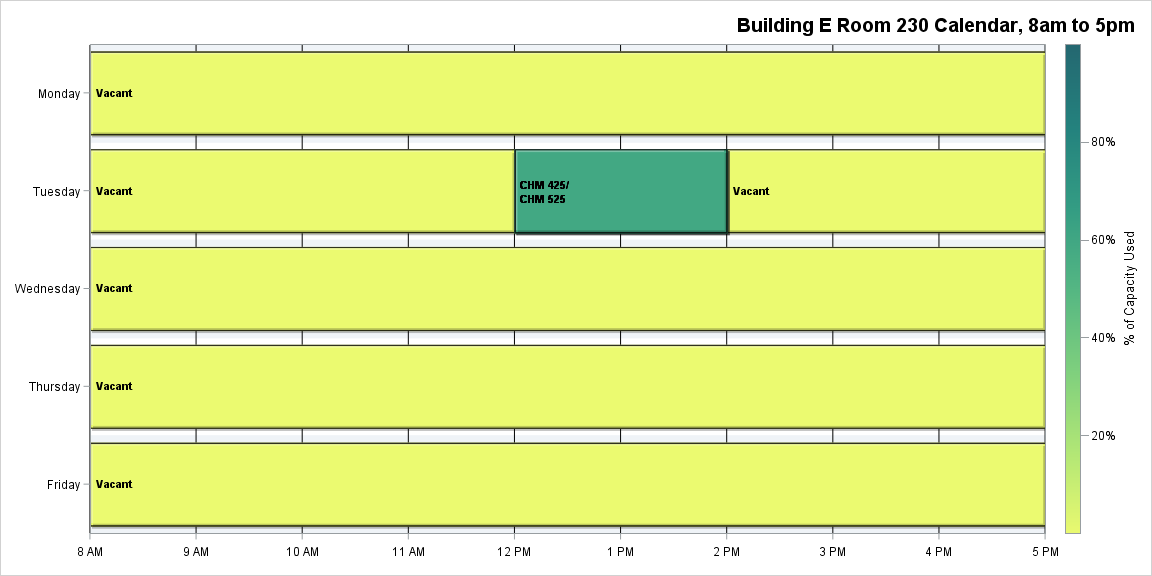 Building E Room 230 Calendar, 8am to 5pm
Monday
Vacant
Tuesday
Vacant
CHM 425/
CHM 525
Vacant
Wednesday
Vacant
Thursday
Vacant
Friday
Vacant
8 AM
9 AM
10 AM
11 AM
12 PM
1 PM
2 PM
3 PM
4 PM
5 PM
80%
60%
40%
20%
% of Capacity Used